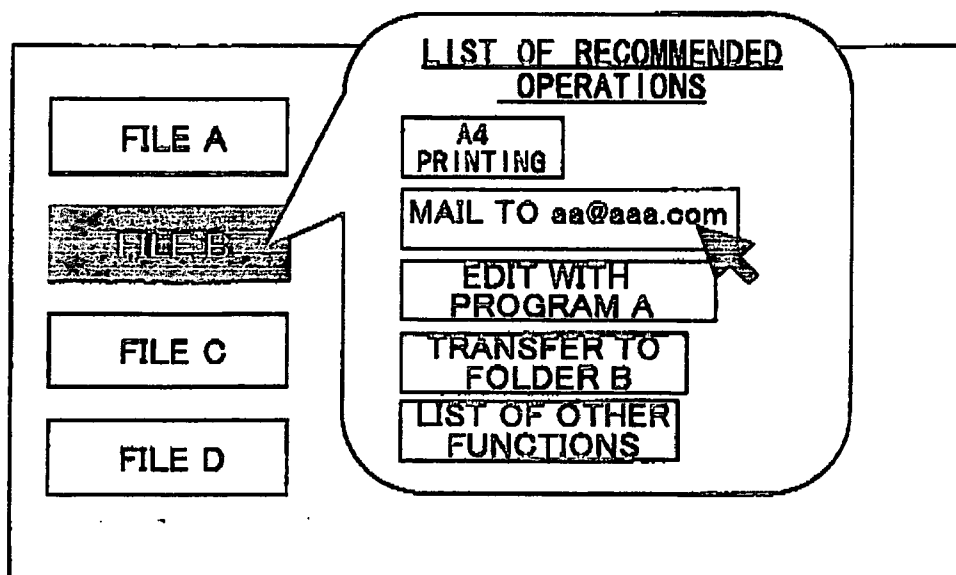 FILE A
FILE B
FILE C
FILE D
LIST OF RECOMMENDED
OPERATIONS
A4
PRINTING
MAIL TO aa@aaa.com
EDIT WITH
PROGRAM A
TRANSFER TO
FOLDER B
LIST OF OTHER
FUNCTIONS